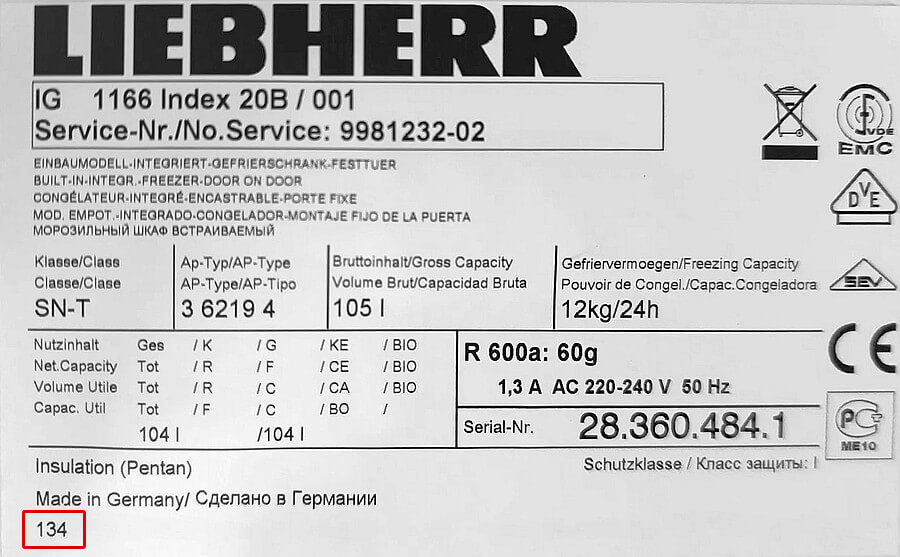 LIEBHERR
IG 1166 Index 20B / 001
Service-Nr./No.Service: 9981232-02
VDE
EMC
EINBAUMODELL-INTEGRIERT-GEFRIERSCHRANK-FESTTUER
BUILT-IN-INTEGR.-FREEZER-DOOR ON DOOR
CONGÉLATEUR-INTEGRÉ-ENCASTRABLE-PORTE FIXE
MOD. EMPOT.-INTEGRADO-CONGELADOR-MONTAJE FIJO DE LA PUERTA
МОРОЗИЛЬНЫЙ ШКАФ ВСТРАИВАЕМЫЙ
DVE
Klasse/Class
Classe/Clase
SN-T
Ap-Typ/AP-Type
AP-Type/AP-Tipo
3 6219 4
Bruttoinhalt/Gross Capacity
Volume Brut/Capacidad Bruta
105 l
Gefriervermoegen/Freezing Capacity
Pouvoir de Congel./Capac.Congeladora
12kg/24h
SEV
Nutzinhalt Ges / K / G / KE / BIO
Net.Capacity Tot / R / F / CE / BIO
Volume Utile Tot / R / C / CA / BIO
Capac. Util Tot / F / C / BO /
104 l /104 l
R 600a: 60g
1,3 A AC 220-240 V 50 Hz
Serial-Nr. 28.360.484.1
CE
РСТ
ME10
Schutzklasse / Класс защиты: I
Insulation (Pentan)
Made in Germany/ Сделано в Германии
134